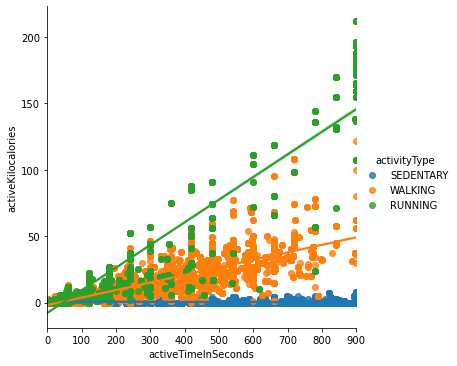 200
150
100
50
0
activeKilocalories
0 100 200 300 400 500 600 700 800 900
activeTimeInSeconds
activityType
SEDENTARY
WALKING
RUNNING